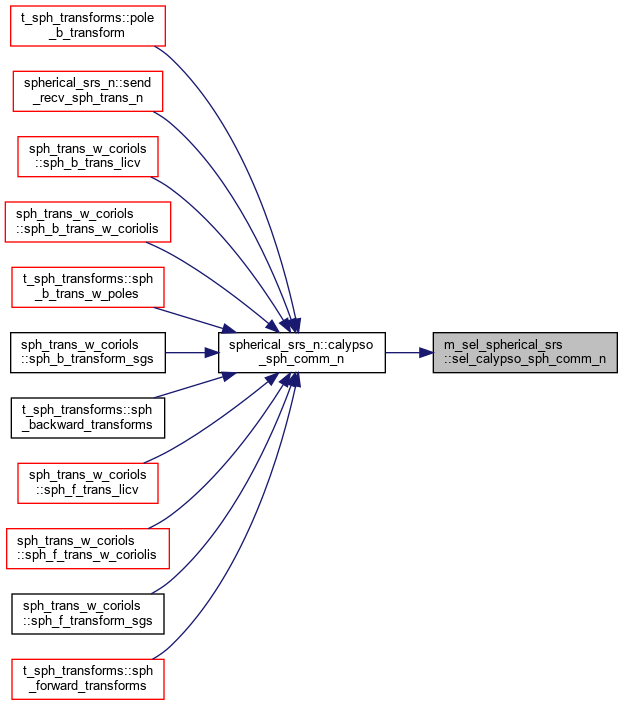 t_sph_transforms::pole
_b_transform
spherical_srs_n::send
_recv_sph_trans_n
sph_trans_w_coriols
::sph_b_trans_licv
sph_trans_w_coriols
::sph_b_trans_w_coriolis
t_sph_transforms::sph
_b_trans_w_poles
sph_trans_w_coriols
::sph_b_transform_sgs
t_sph_transforms::sph
_backward_transforms
sph_trans_w_coriols
::sph_f_trans_licv
sph_trans_w_coriols
::sph_f_trans_w_coriolis
sph_trans_w_coriols
::sph_f_transform_sgs
t_sph_transforms::sph
_forward_transforms
spherical_srs_n::calypso
_sph_comm_n
m_sel_spherical_srs
::sel_calypso_sph_comm_n